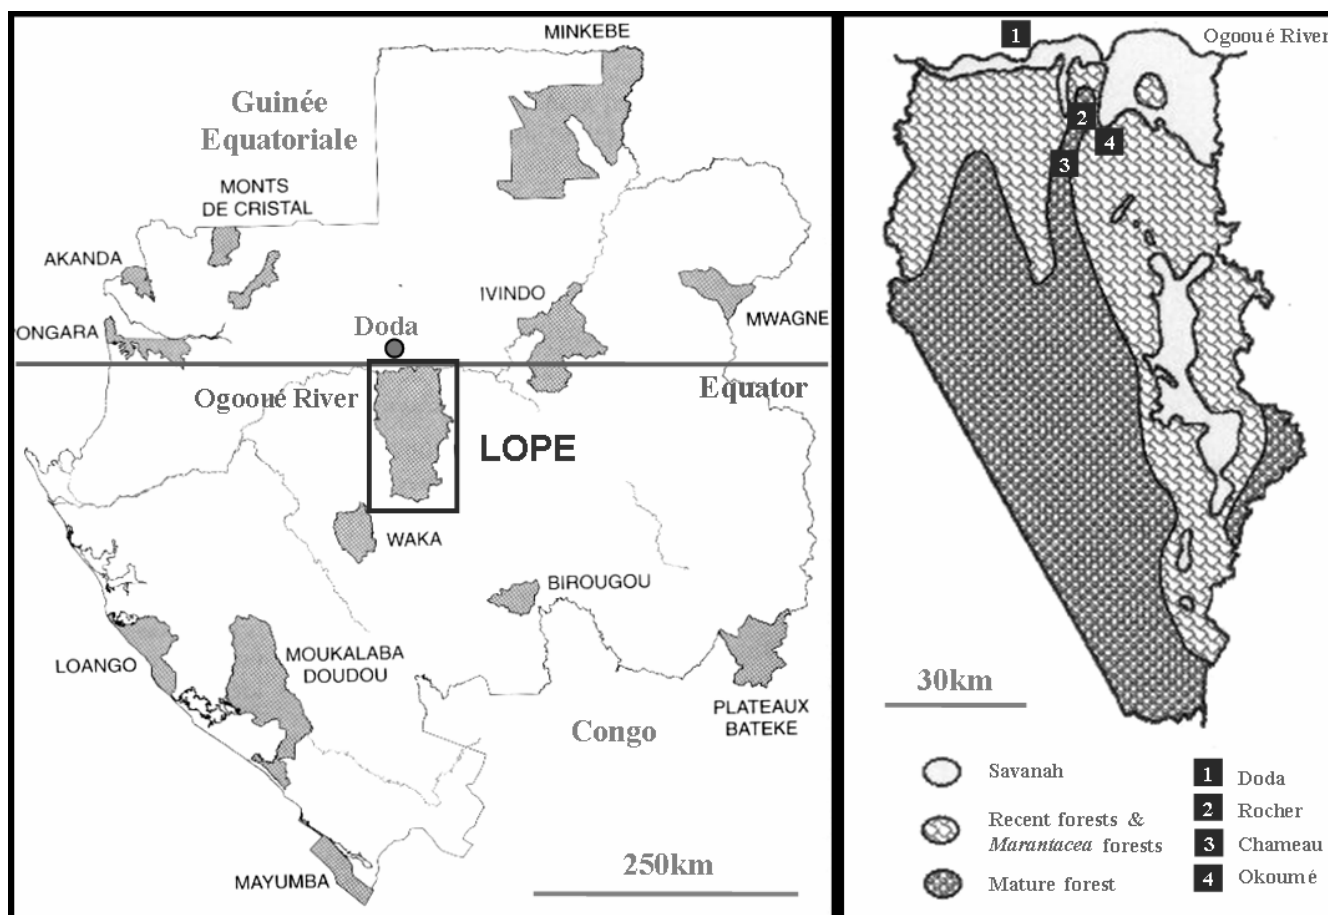 MINKEBE
Guinée
Equatoriale
MONTS
DE CRISTAL
AKANDA
IVINDO
MWAGNE
PONGARA
Doda
Ogooué River
Equator
LOPE
WAKA
BIROUGOU
LOANGO
MOUKALABA
DOUDOU
PLATEAUX
BATEKE
Congo
MAYUMBA
250km
1
Ogooué River
2
4
3
30km
Savanah
Recent forests &
Marantacea forests
Mature forest
1 Doda
2 Rocher
3 Chameau
4 Okoumé